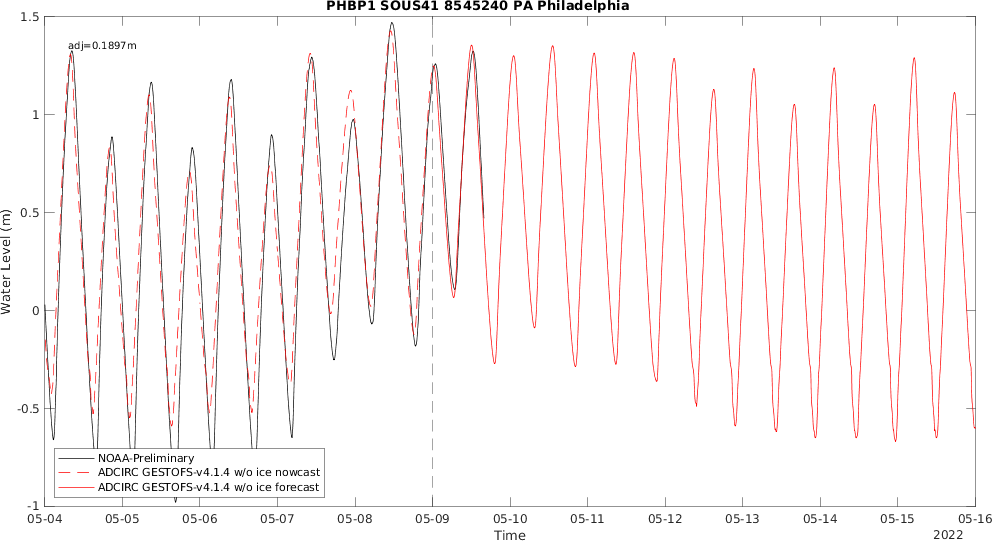 PHBP1 SOUS41 8545240 PA Philadelphia
adj=0.1897m
1.5
1
0.5
0
-0.5
-1
Water Level (m)
NOAA-Preliminary
ADCIRC GESTOFS-v4.1.4 w/o ice nowcast
ADCIRC GESTOFS-v4.1.4 w/o ice forecast
05-04 05-05 05-06 05-07 05-08 05-09 05-10 05-11 05-12 05-13 05-14 05-15 05-16
Time
2022